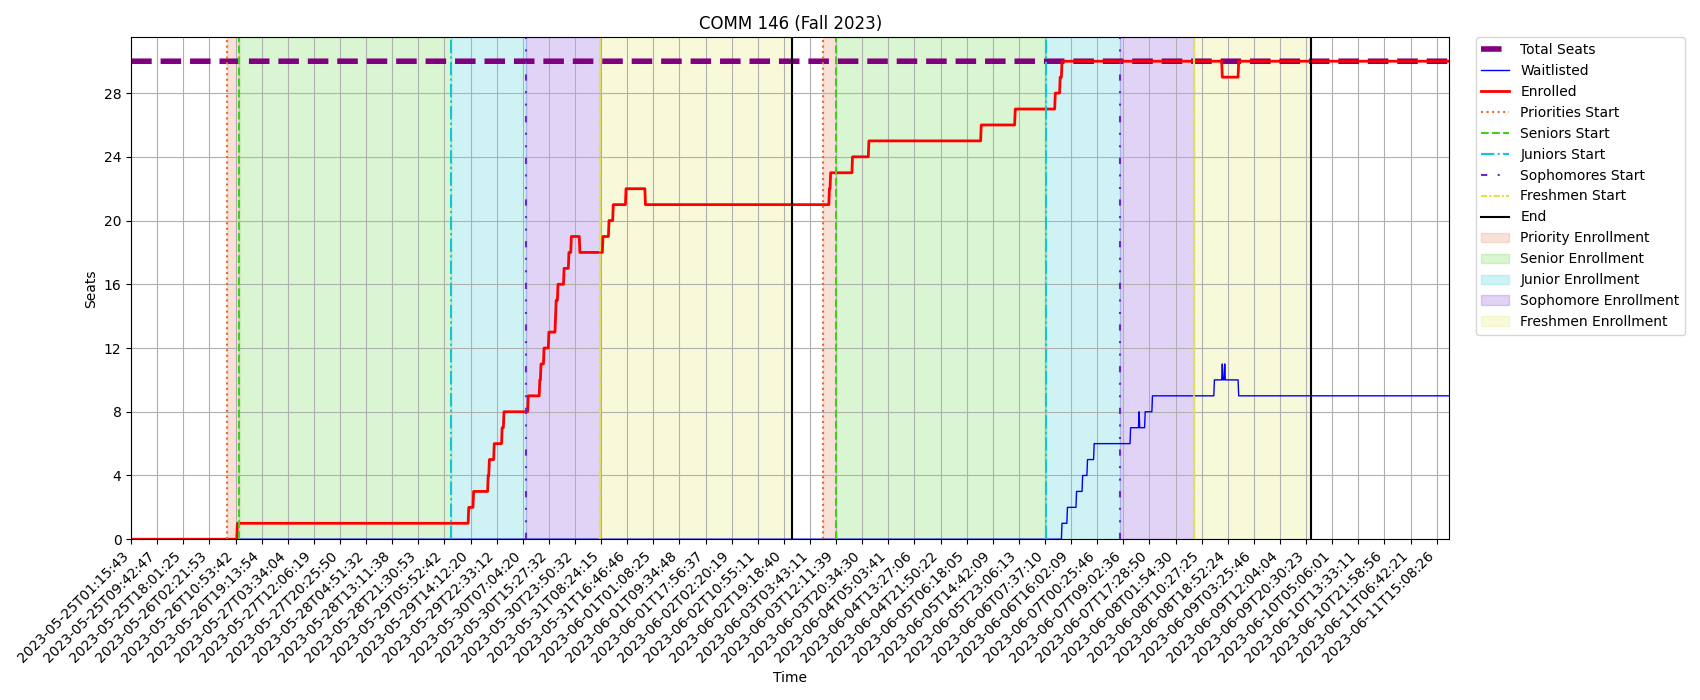 COMM 146 (Fall 2023)
Total Seats
Waitlisted
Enrolled
Priorities Start
Seniors Start
Juniors Start
Sophomores Start
Freshmen Start
End
Priority Enrollment
Senior Enrollment
Junior Enrollment
Sophomore Enrollment
Freshmen Enrollment
Seats
28
24
20
16
12
8
4
0
2023-05-25T01:15:43
2023-05-25T09:42:47
2023-05-25T18:01:25
2023-05-26T02:21:53
2023-05-26T10:53:42
2023-05-26T19:13:54
2023-05-27T03:34:04
2023-05-27T12:06:19
2023-05-27T20:25:50
2023-05-28T04:51:32
2023-05-28T13:11:38
2023-05-28T21:30:53
2023-05-29T05:52:42
2023-05-29T14:12:20
2023-05-29T22:33:12
2023-05-30T07:04:20
2023-05-30T15:27:32
2023-05-30T23:50:32
2023-05-31T08:24:15
2023-05-31T16:46:46
2023-06-01T01:08:25
2023-06-01T09:34:48
2023-06-01T17:56:37
2023-06-02T02:20:19
2023-06-02T10:55:11
2023-06-02T19:18:40
2023-06-03T03:43:11
2023-06-03T12:11:39
2023-06-03T20:34:30
2023-06-04T05:03:41
2023-06-04T13:27:06
2023-06-04T21:50:22
2023-06-05T06:18:05
2023-06-05T14:42:09
2023-06-05T23:06:13
2023-06-06T07:37:10
2023-06-06T16:02:09
2023-06-07T00:25:46
2023-06-07T09:02:36
2023-06-07T17:28:50
2023-06-08T01:54:30
2023-06-08T10:27:25
2023-06-08T18:52:24
2023-06-09T03:25:46
2023-06-09T12:04:04
2023-06-09T20:30:23
2023-06-10T05:06:01
2023-06-10T13:33:11
2023-06-10T21:58:56
2023-06-11T06:42:21
2023-06-11T15:08:26
Time